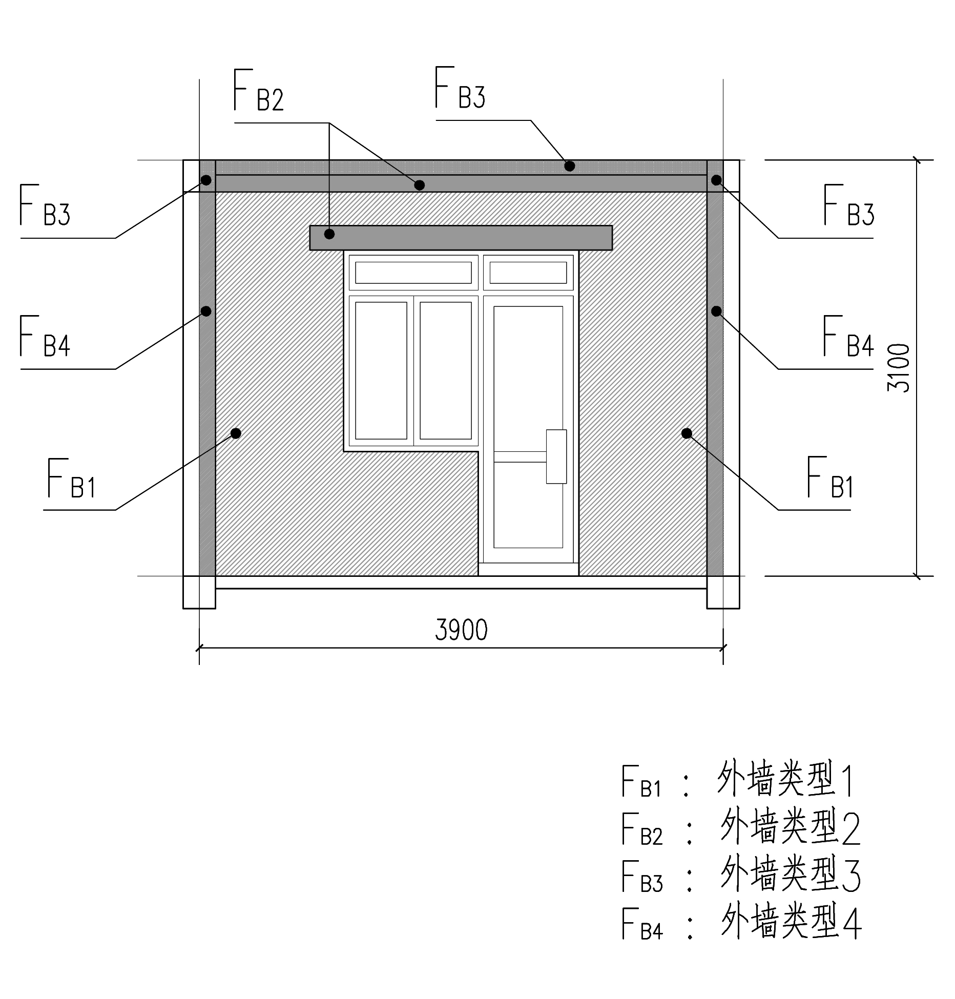 FB2
FB3
FB3
FB3
FB4
FB4
3100
FB1
FB1
3900
FB1 : 外墙类型1
FB2 : 外墙类型2
FB3 : 外墙类型3
FB4 : 外墙类型4